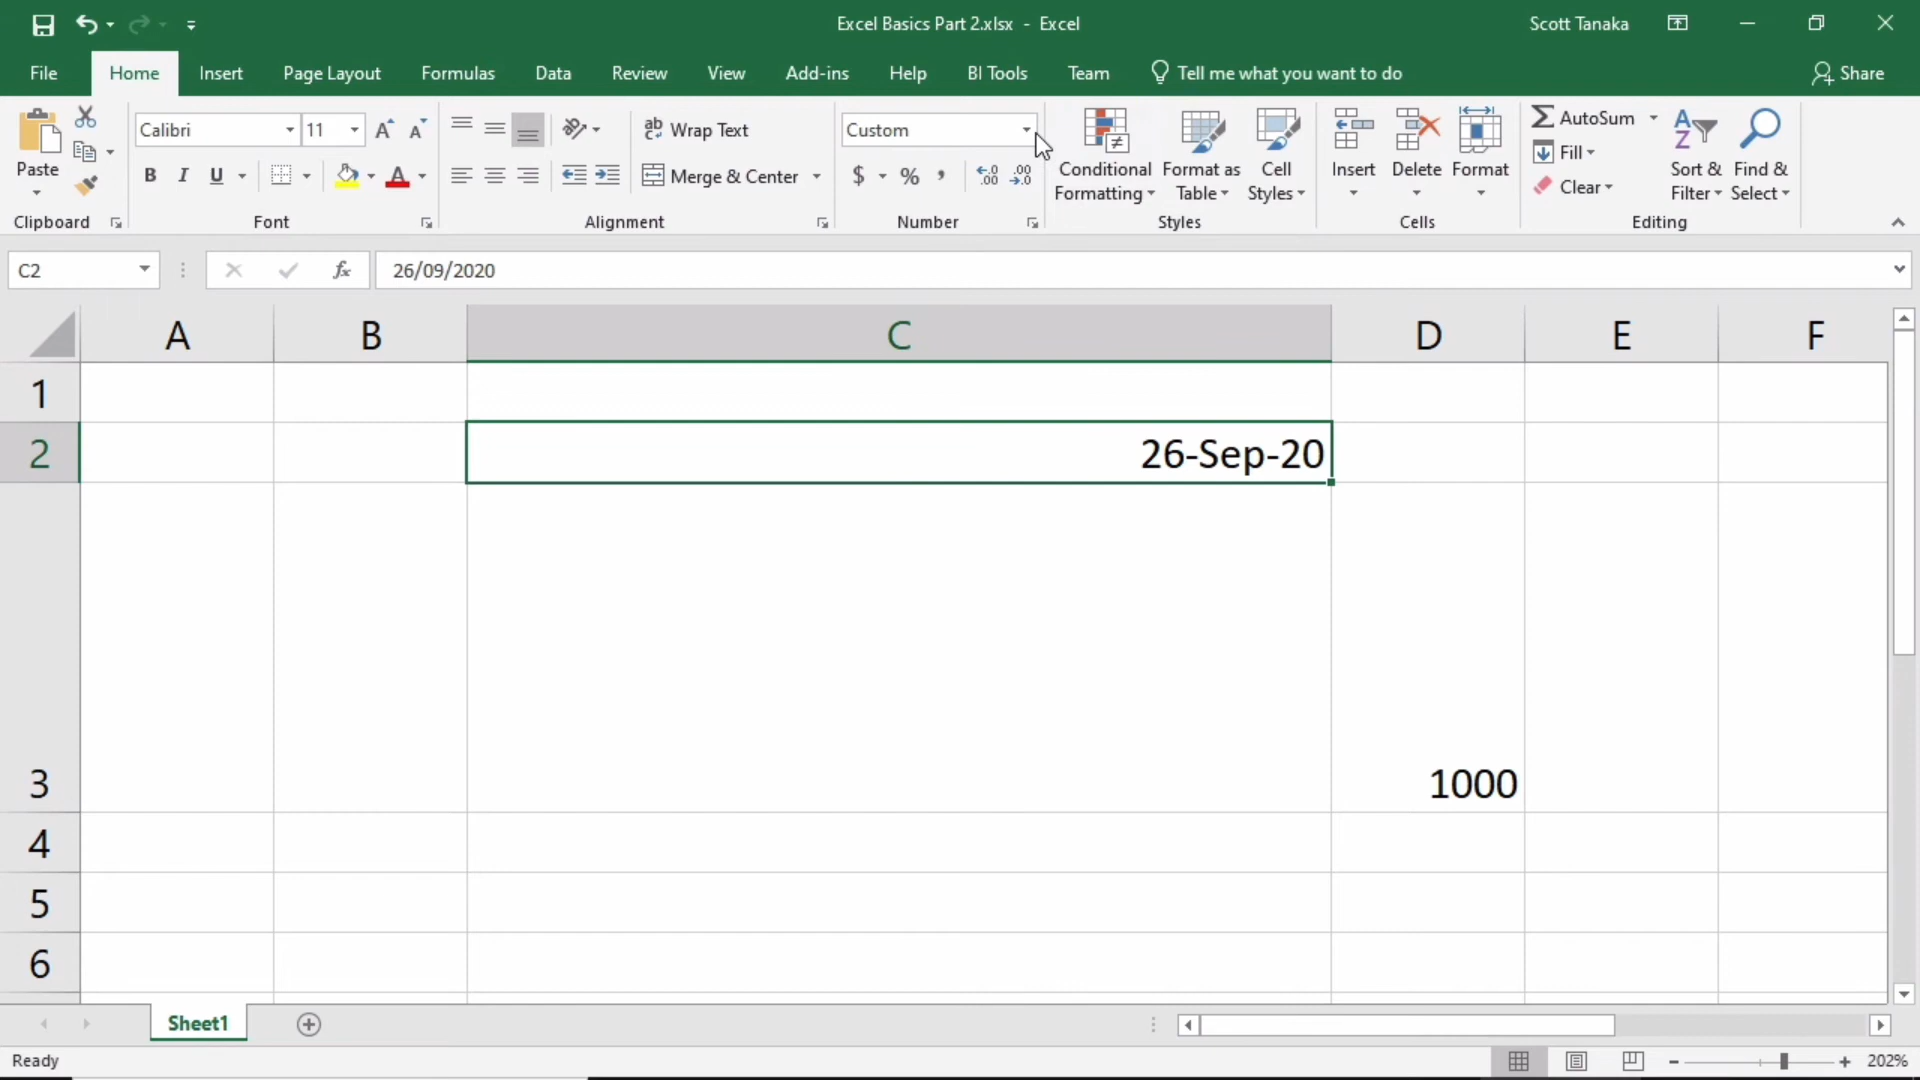 Excel Basics Part 2.xlsx - Excel
Scott Tanaka
File Home Insert Page Layout Formulas Data Review View Add-ins Help BI Tools Team Tell me what you want to do Share
Calibri 11 ab Wrap Text Custom AutoSum
Fill
Paste B I U Merge & Center $ % , Conditional Formatting Format as Table Cell Styles Insert Delete Format Clear Sort & Filter Find & Select
Clipboard Font Alignment Number Styles Cells Editing
C2 fx 26/09/2020
A B C D E F
1
2 26-Sep-20
3 1000
4
5
6
Sheet1
Ready 202%